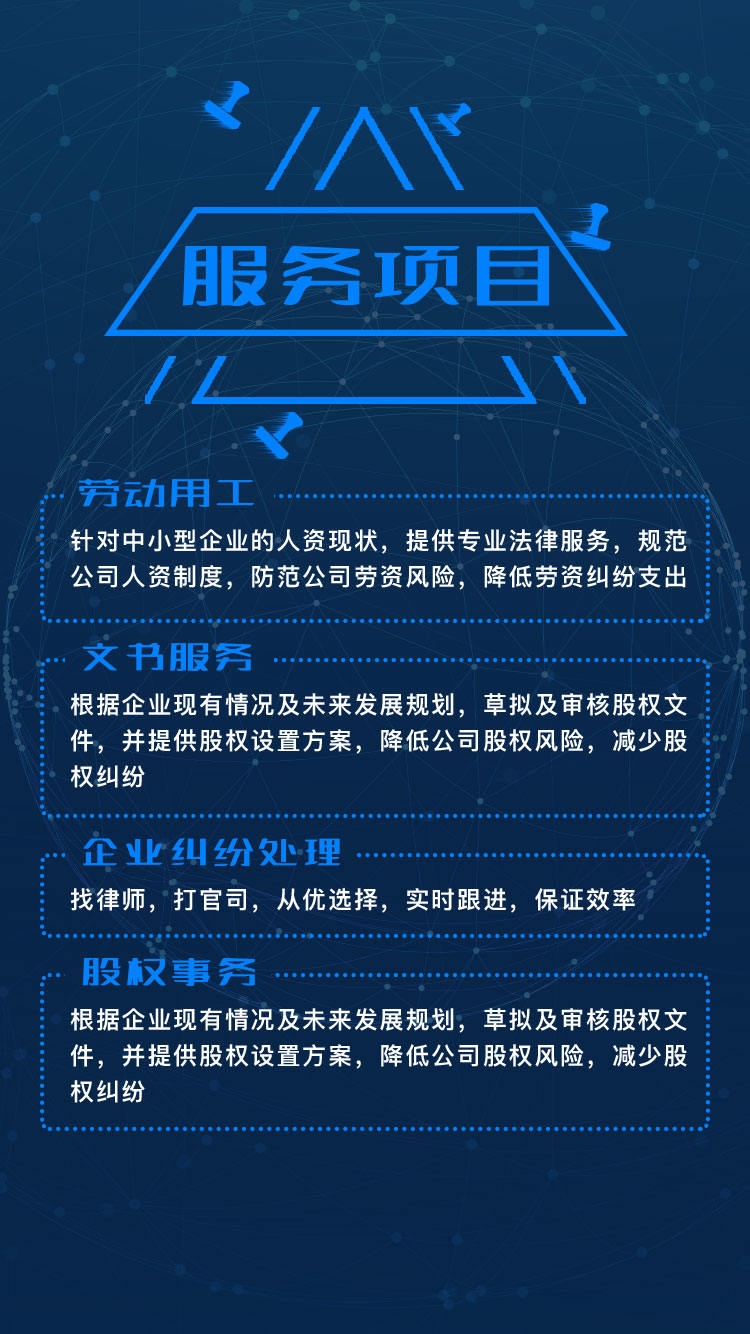 服务项目
劳动用工
针对中小型企业的人资现状，提供专业法律服务，规范
公司人资制度，防范公司劳资风险，降低劳资纠纷支出
文书服务
根据企业现有情况及未来发展规划，草拟及审核股权文
件，并提供股权设置方案，降低公司股权风险，减少股
权纠纷
企业纠纷处理
找律师，打官司，从优选择，实时跟进，保证效率
股权事务
根据企业现有情况及未来发展规划，草拟及审核股权文
件，并提供股权设置方案，降低公司股权风险，减少股
权纠纷